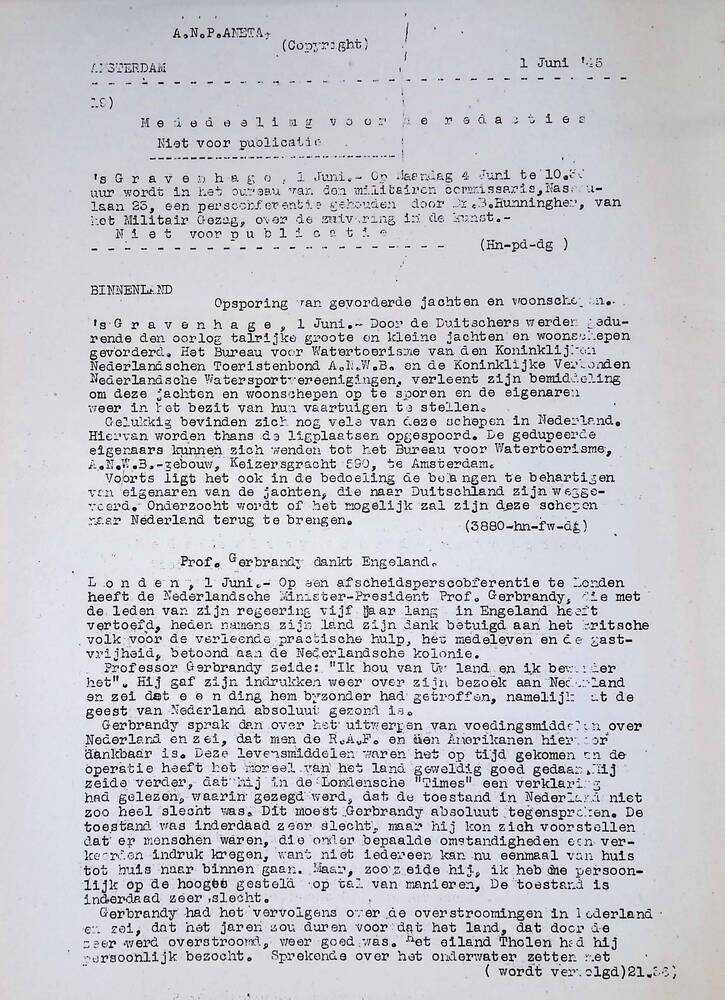 A.N.P.ANETA,
(Copyright)
AMSTERDAM 1 Juni '45
19)
M e d e d e e l i n g v o o r d e r e d a c t i e s
Niet voor publicatie
's G r a v e n h a g e , 1 Juni.- Op Maandag 4 Juni te 10.30
uur wordt in het bureau van den militairen commissaris, Nassau-
laan 23, een persconferentie gehouden door Dr.B.Hunningher, van
het Militair Gezag, over de zuivering in de kunst.-
N i e t v o o r p u b l i c a t i e
(Hn-pd-dg )
BINNENLAND
Opsporing van gevorderde jachten en woonschepen.
's G r a v e n h a g e , 1 Juni.- Door de Duitschers werden gedu-
rende den oorlog talrijke groote en kleine jachten en woonschepen
gevorderd. Het Bureau voor Watertoerisme van den Koninklijken
Nederlandschen Toeristenbond A.N.W.B. en de Koninklijke Verbonden
Nederlandsche Watersportvereenigingen, verleent zijn bemiddeling
om deze jachten en woonschepen op te sporen en de eigenaren
weer in het bezit van hun vaartuigen te stellen.
Gelukkig bevinden zich nog vele van deze schepen in Nederland.
Hiervan worden thans de ligplaatsen opgespoord. De gedupeerde
eigenaars kunnen zich wenden tot het Bureau voor Watertoerisme,
A.N.W.B.-gebouw, Keizersgracht 590, te Amsterdam.
Voorts ligt het ook in de bedoeling de belangen te behartigen
van eigenaren van de jachten, die naar Duitschland zijn wegge-
voerd. Onderzocht wordt of het mogelijk zal zijn deze schepen
naar Nederland terug te brengen.
(3880-hn-fw-dg)
Prof. Gerbrandy dankt Engeland.
L o n d e n , 1 Juni.- Op een afscheidspersobferentie te Londen
heeft de Nederlandsche Minister-President Prof. Gerbrandy, die met
de leden van zijn regeering vijf jaar lang in Engeland heeft
vertoefd, heden namens zijn land zijn dank betuigd aan het Britsche
volk voor de verleende practische hulp, het medeleven en de gast-
vrijheid, betoond aan de Nederlandsche kolonie.
Professor Gerbrandy zeide: "Ik hou van Uw land en ik bewonder
het". Hij gaf zijn indrukken weer over zijn bezoek aan Nederland
en zei dat e e n ding hem byzonder had getroffen, namelijk dat de
geest van Nederland absoluut gezond is.
Gerbrandy sprak dan over het uitwerpen van voedingsmiddelen over
Nederland en zei, dat men de R.A.F. en den Amerikanen hiervoor
dankbaar is. Deze levensmiddelen waren het op tijd gekomen en de
operatie heeft het moreel van het land geweldig goed gedaan. Hij
zeide verder, dat hij in de Londensche "Times" een verklaring
had gelezen, waarin gezegd werd, dat de toestand in Nederland niet
zoo heel slecht was. Dit moest Gerbrandy absoluut tegenspreken. De
toestand was inderdaad zeer slecht, maar hij kon zich voorstellen
dat er menschen waren, die onder bepaalde omstandigheden een ver-
keerden indruk kregen, want niet iedereen kan nu eenmaal van huis
tot huis naar binnen gaan. Maar, zoo zeide hij, ik heb me persoon-
lijk op de hoogte gesteld op tal van manieren, De toestand is
inderdaad zeer slecht.
Gerbrandy had het vervolgens over de overstroomingen in Nederland
en zei, dat het jaren zou duren voordat het land, dat door de
zeer werd overstroomd, weer goed was. Het eiland Tholen had hij
persoonlijk bezocht. Sprekende over het onderwater zetten met
( wordt vervolgd)21.36)